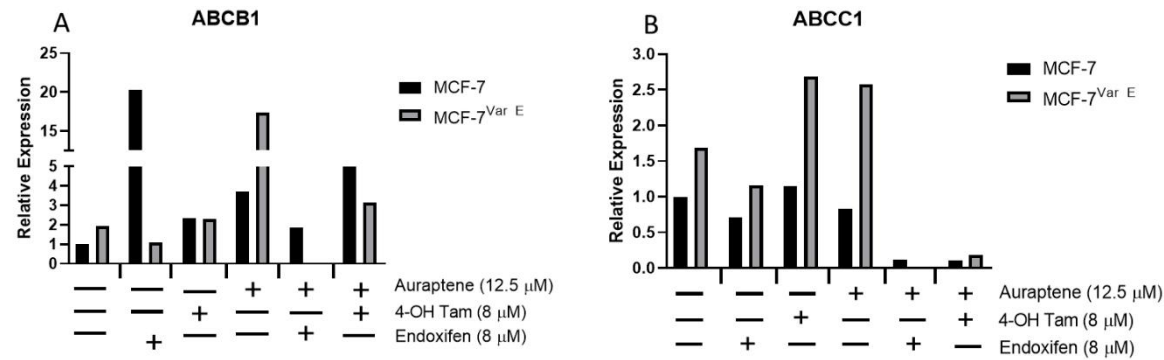 A
ABCB1
Relative Expression
25
20
15
5
4
3
2
1
0
MCF-7
MCF-7Var E
— — — + + + Auraptene (12.5 µM)
— — + — — + 4-OH Tam (8 µM)
— + — — + — Endoxifen (8 µM)
B
ABCC1
Relative Expression
3.0
2.5
2.0
1.5
1.0
0.5
0.0
MCF-7
MCF-7Var E
— — — + + + Auraptene (12.5 µM)
— — + — — + 4-OH Tam (8 µM)
— + — — + — Endoxifen (8 µM)